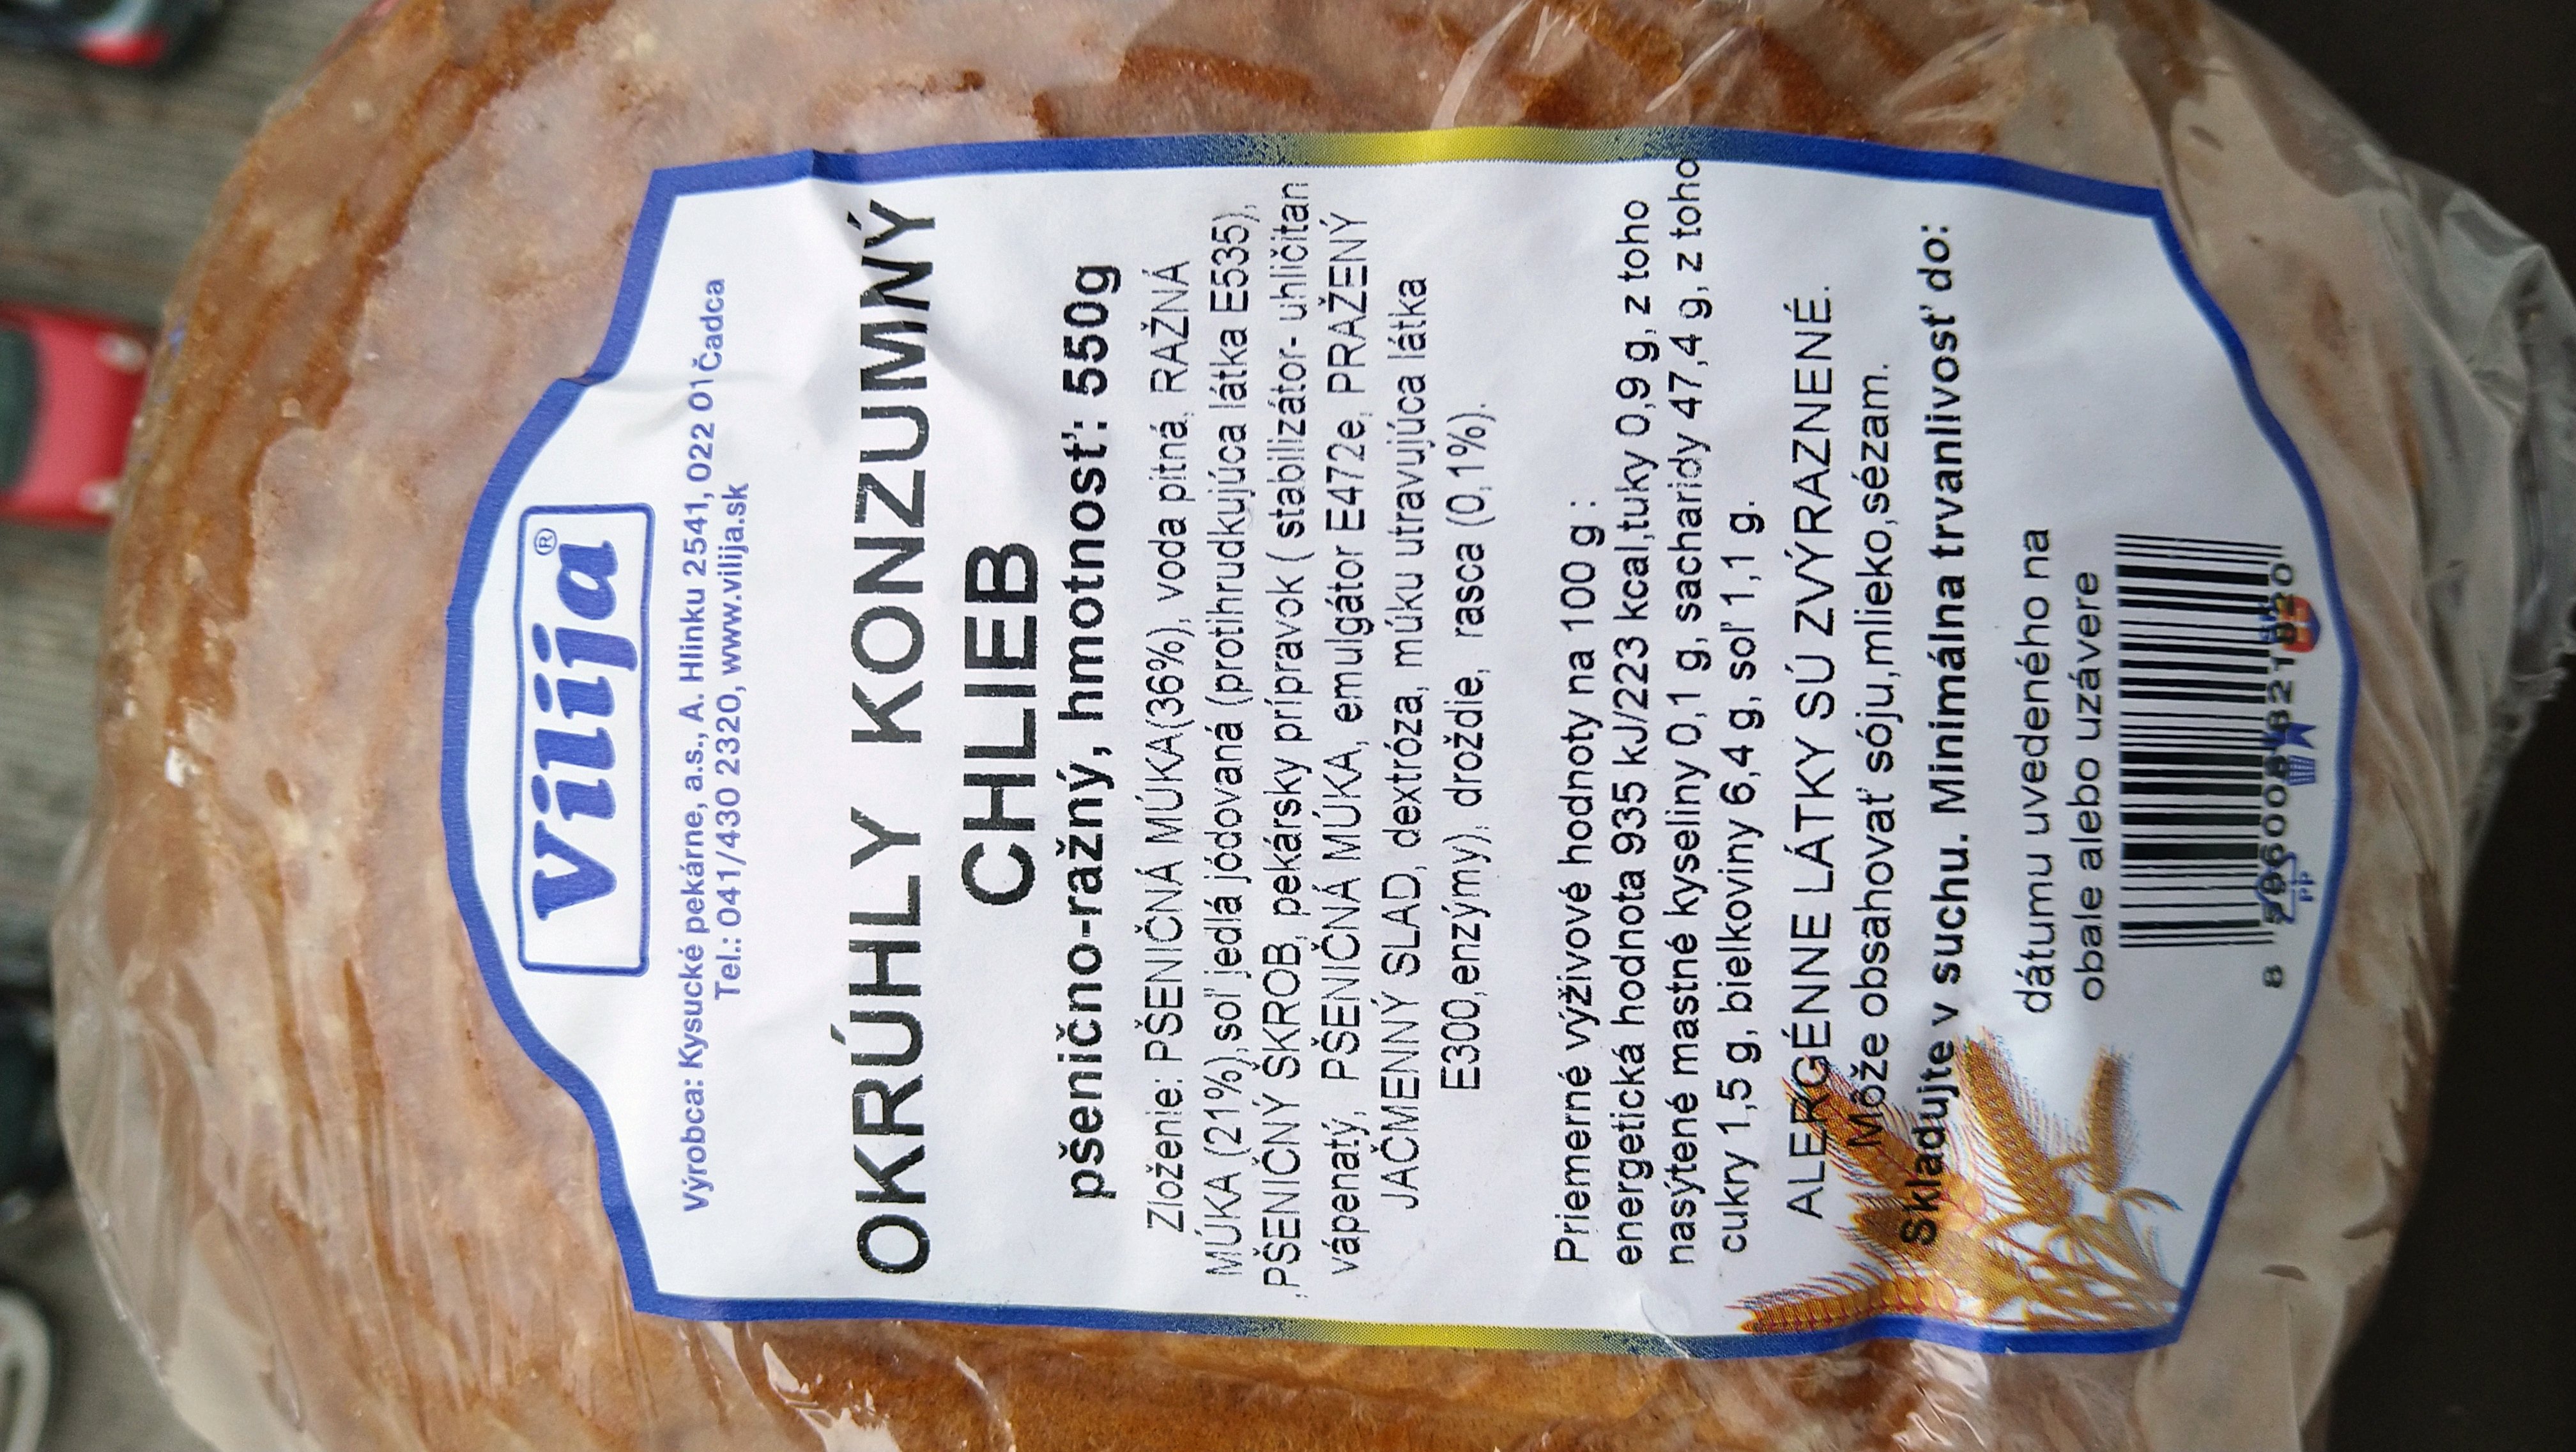 Vilija®
Výrobca: Kysucké pekárne, a.s., A. Hlinku 2541, 022 01 Čadca
Tel.: 041/430 2320, www.vilija.sk
OKRÚHLY KONZUMNÝ
CHLIEB
pšenično-ražný, hmotnosť: 550g
Zloženie: PŠENIČNÁ MÚKA(36%), voda pitná, RAŽNÁ
MÚKA (21%),soľ jedlá jódovaná (protihrudkujúca látka E535),
,PŠENIČNÝ ŠKROB, pekársky prípravok ( stabilizátor- uhličitan
vápenatý, PŠENIČNÁ MÚKA, emulgátor E472e, PRAŽENÝ
JAČMENNÝ SLAD, dextróza, múku utravujúca látka
E300,enzýmy), droždie, rasca (0,1%).
Priemerné výživové hodnoty na 100 g :
energetická hodnota 935 kJ/223 kcal,tuky 0,9 g, z toho
nasýtené mastné kyseliny 0,1 g, sacharidy 47,4 g, z toho
cukry 1,5 g, bielkoviny 6,4 g, soľ 1,1 g.
ALERGÉNNE LÁTKY SÚ ZVÝRAZNENÉ.
Môže obsahovať sóju,mlieko,sézam.
Skladujte v suchu. Minimálna trvanlivosť do:
dátumu uvedeného na
obale alebo uzávere
PP